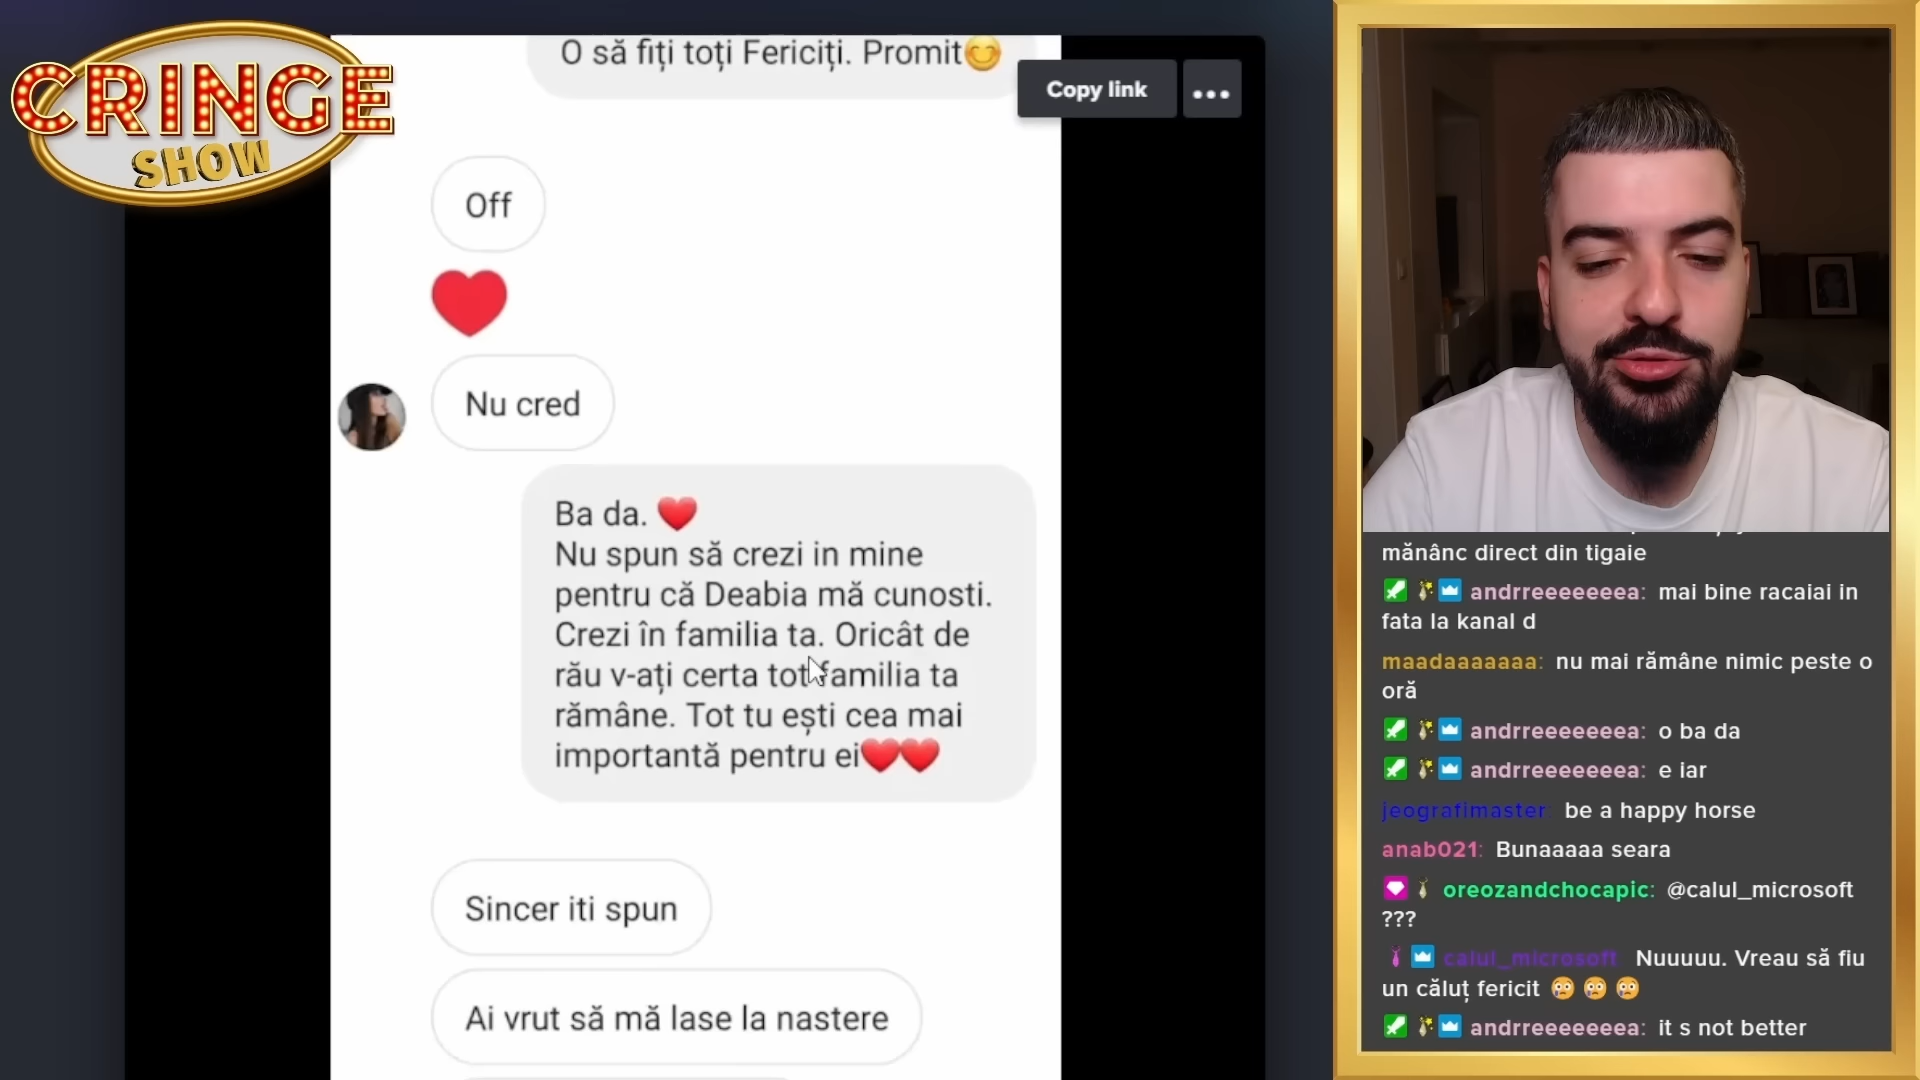 CRINGE
SHOW
O să fiți toți Fericiți. Promit😊
Copy link
...
Off
❤️
Nu cred
Ba da. ❤️
Nu spun să crezi in mine
pentru că Deabia mă cunosti.
Crezi în familia ta. Oricât de
rău v-ați certa tot familia ta
rămâne. Tot tu ești cea mai
importantă pentru ei❤️❤️
Sincer iti spun
Ai vrut să mă lase la nastere
mănânc direct din tigaie
andrreeeeeeea: mai bine racaiai in
fata la kanal d
maadaaaaaaa: nu mai rămâne nimic peste o
oră
andrreeeeeeea: o ba da
andrreeeeeeea: e iar
jeografimaster: be a happy horse
anab021: Bunaaaaa seara
oreozandchocapic: @calul_microsoft
???
calul_microsoft: Nuuuuu. Vreau să fiu
un căluț fericit 😢 😢 😢
andrreeeeeeea: it s not better